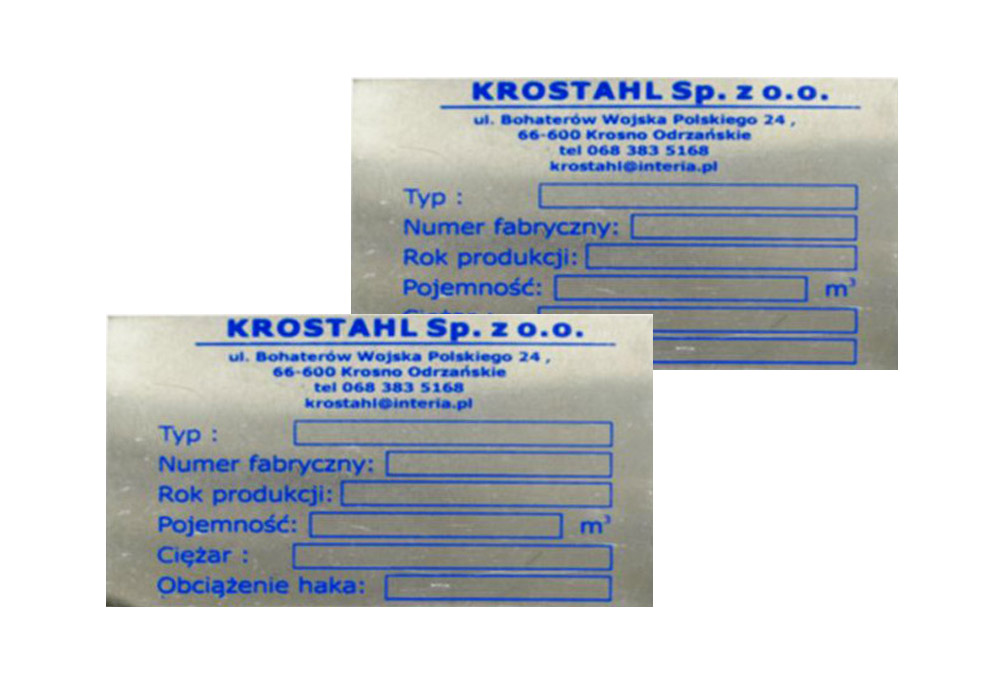 KROSTAHL Sp. z o.o.
ul. Bohaterów Wojska Polskiego 24 ,
66-600 Krosno Odrzańskie
tel 068 383 5168
krostahl@interia.pl
Typ :
Numer fabryczny:
Rok produkcji:
Pojemność: m³
KROSTAHL Sp. z o.o.
ul. Bohaterów Wojska Polskiego 24 ,
66-600 Krosno Odrzańskie
tel 068 383 5168
krostahl@interia.pl
Typ :
Numer fabryczny:
Rok produkcji:
Pojemność: m³
Ciężar :
Obciążenie haka: